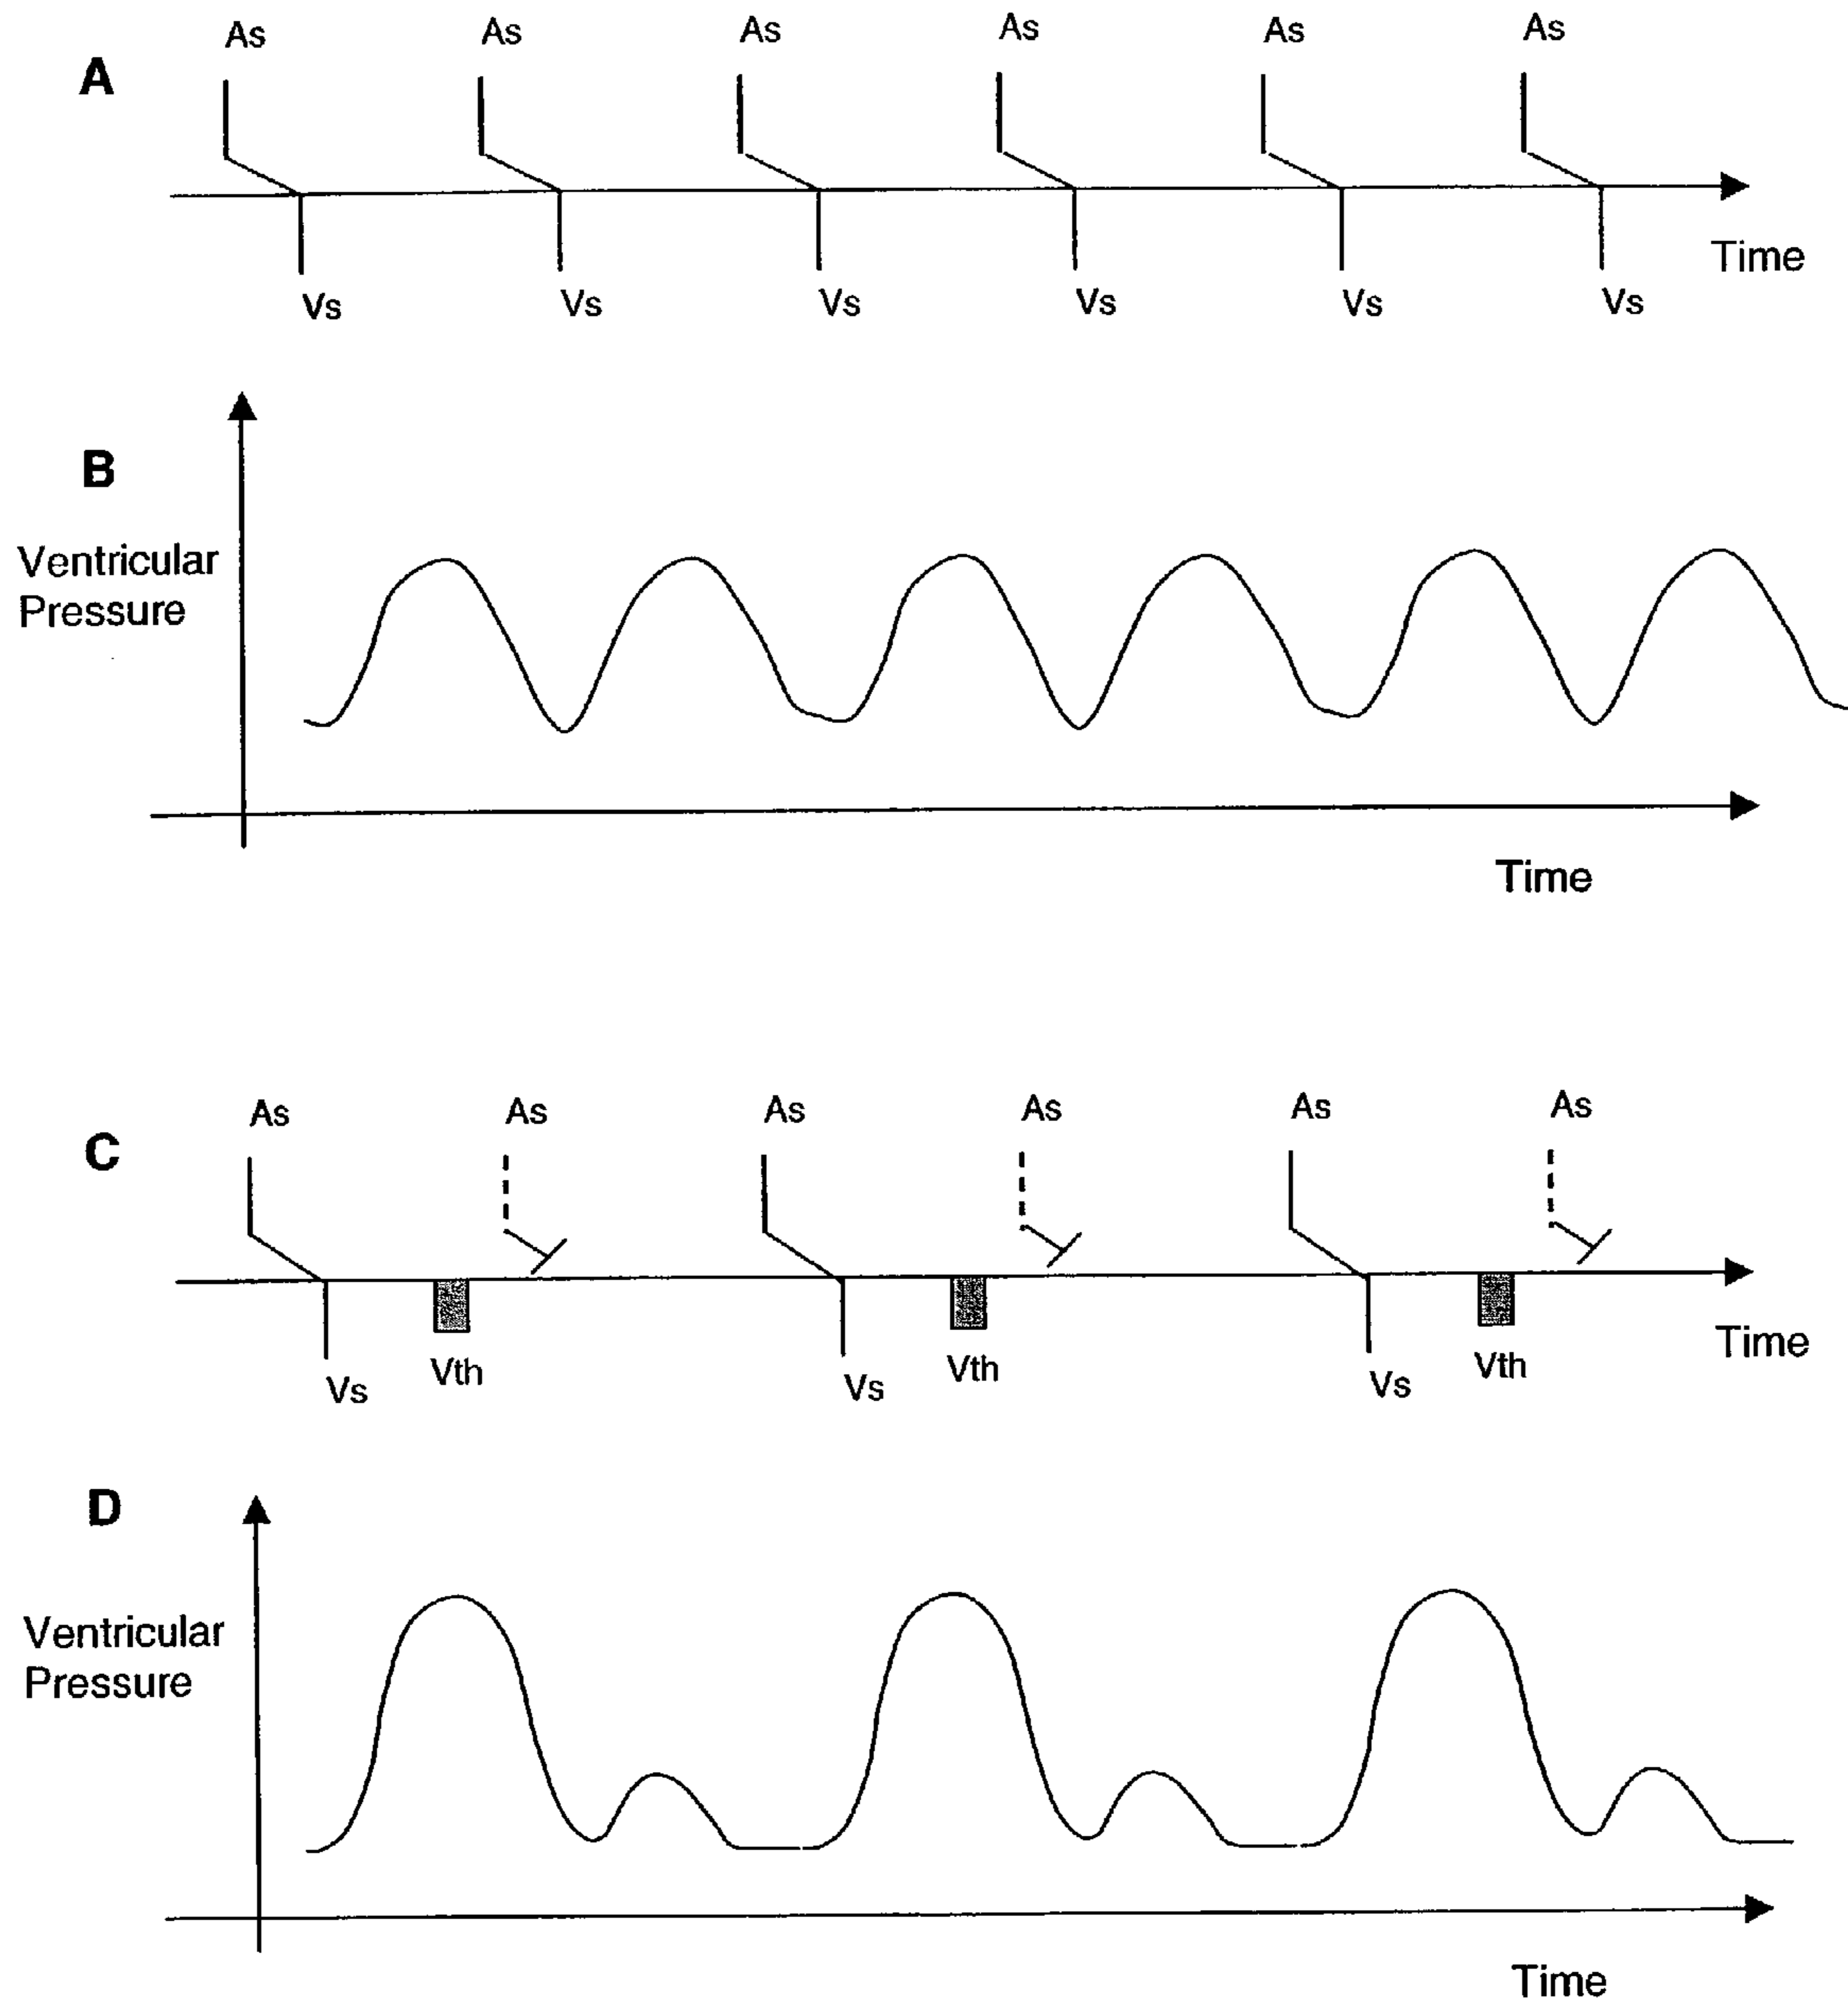 As As As As As As
A
Time
Vs Vs Vs Vs Vs Vs
B
Ventricular
Pressure
Time
As As As As As As
C
Time
Vs Vth Vs Vth Vs Vth
D
Ventricular
Pressure
Time